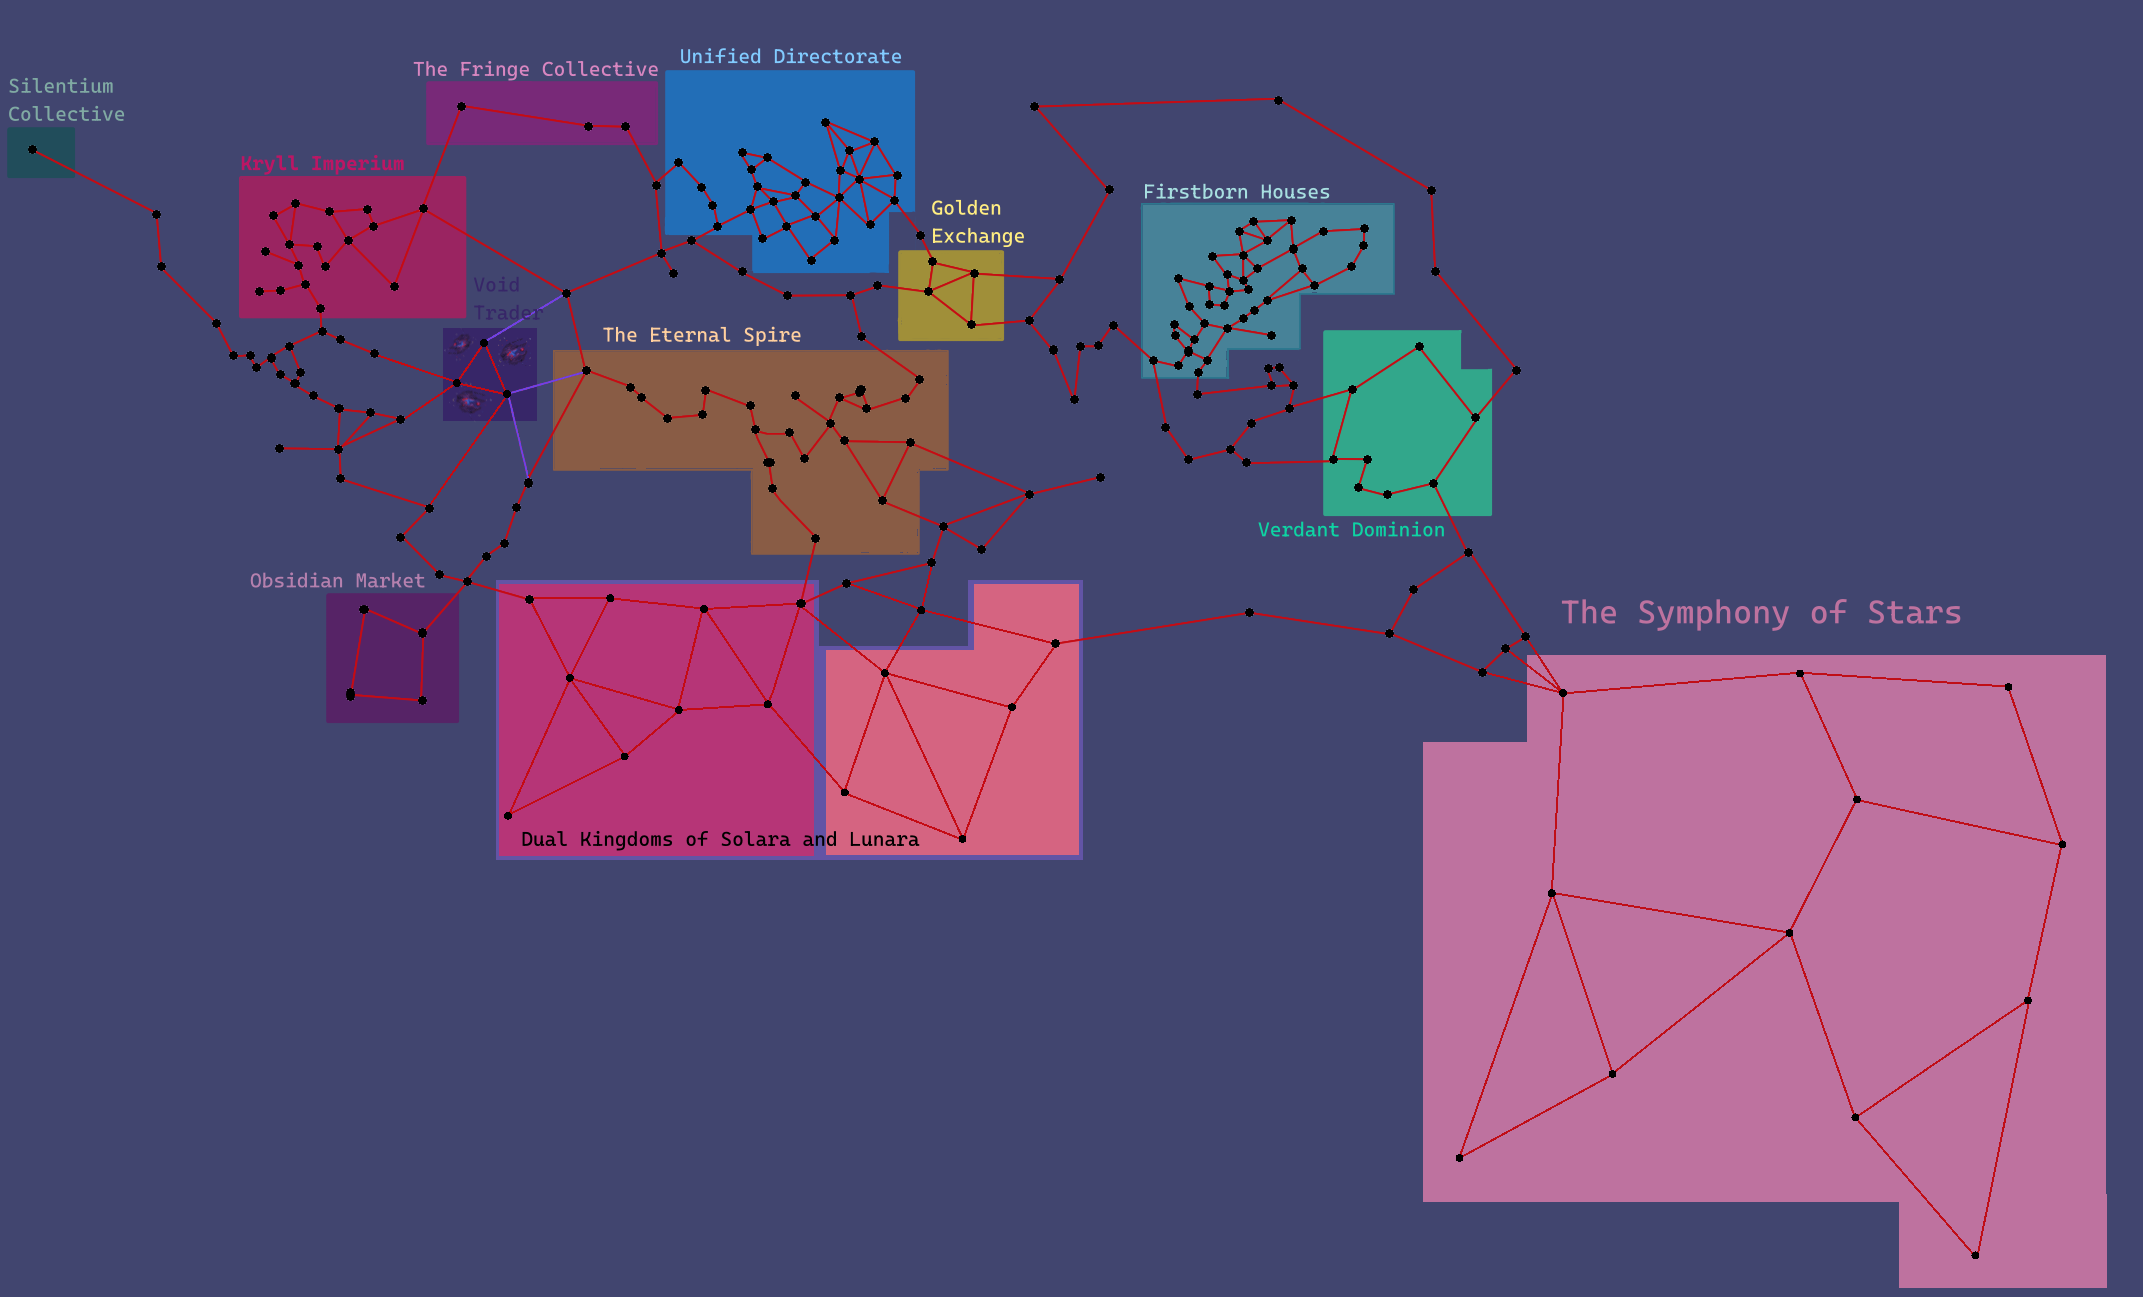 Unified Directorate
The Fringe Collective
Silentium
Collective
Kryll Imperium
Firstborn Houses
Golden
Exchange
Void
Trader
The Eternal Spire
Verdant Dominion
Obsidian Market
The Symphony of Stars
Dual Kingdoms of Solara and Lunara